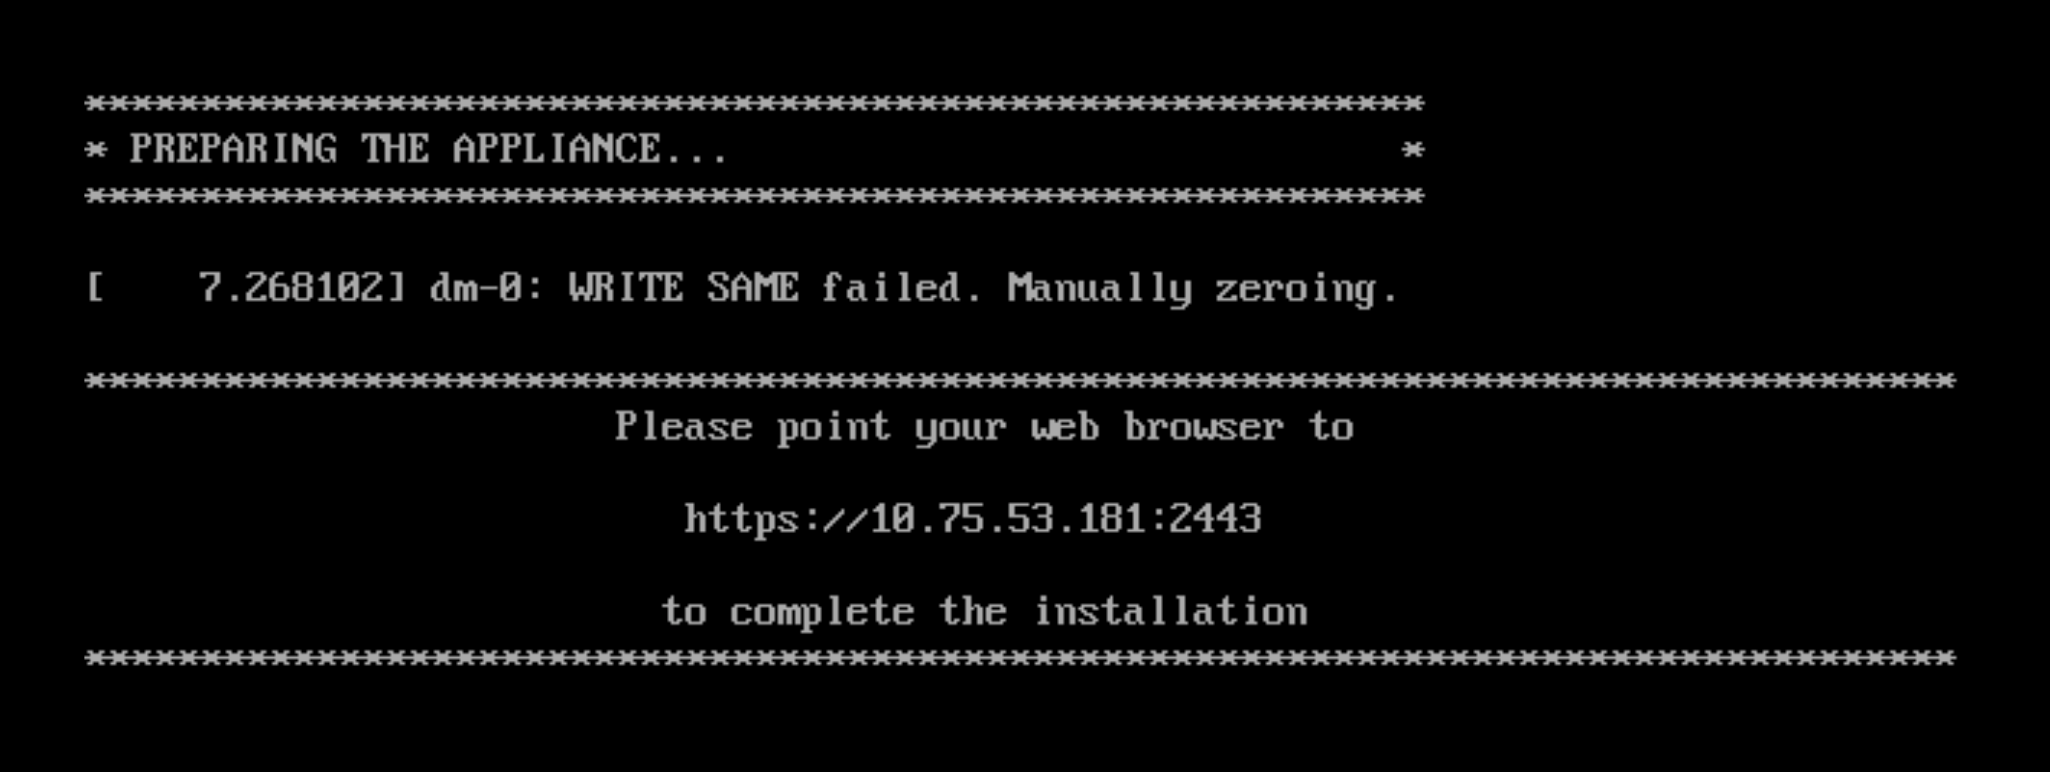 **********************************************************
* PREPARING THE APPLIANCE...                             *
**********************************************************
[    7.268102] dm-0: WRITE SAME failed. Manually zeroing.
*********************************************************************************
Please point your web browser to
https://10.75.53.181:2443
to complete the installation
*********************************************************************************